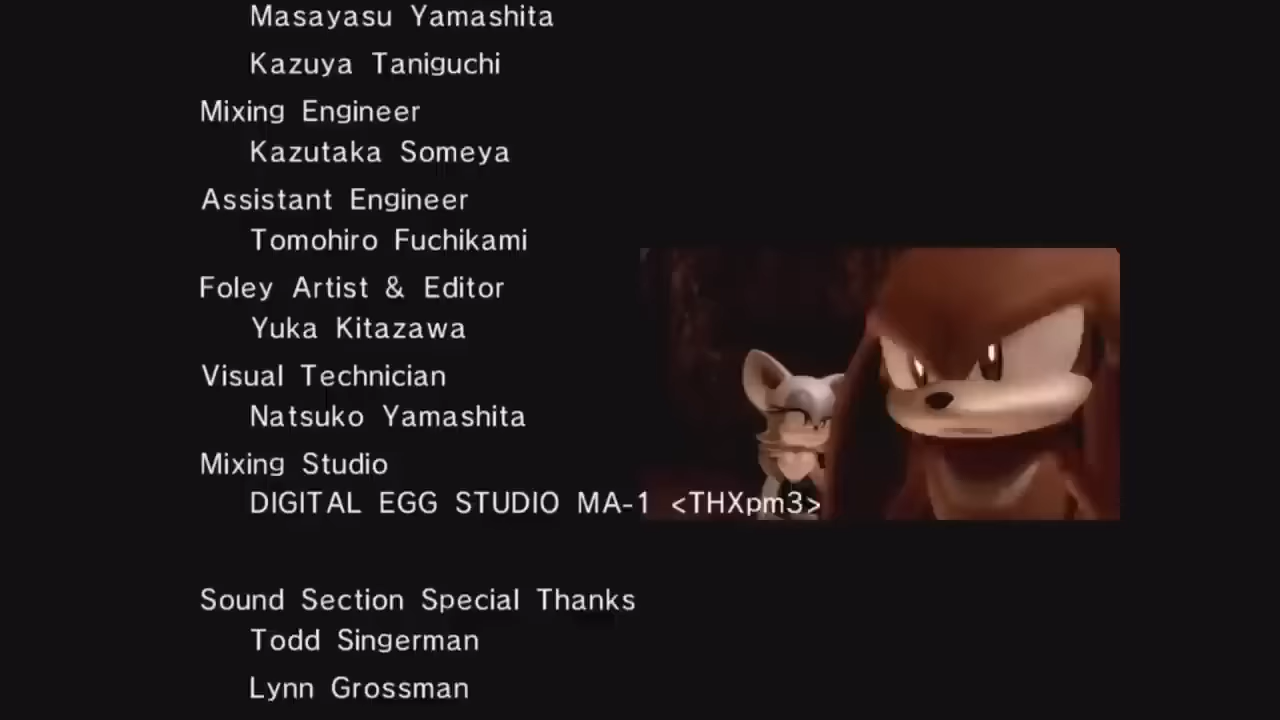 Masayasu Yamashita
Kazuya Taniguchi
Mixing Engineer
Kazutaka Someya
Assistant Engineer
Tomohiro Fuchikami
Foley Artist & Editor
Yuka Kitazawa
Visual Technician
Natsuko Yamashita
Mixing Studio
DIGITAL EGG STUDIO MA-1 <THXpm3>
Sound Section Special Thanks
Todd Singerman
Lynn Grossman